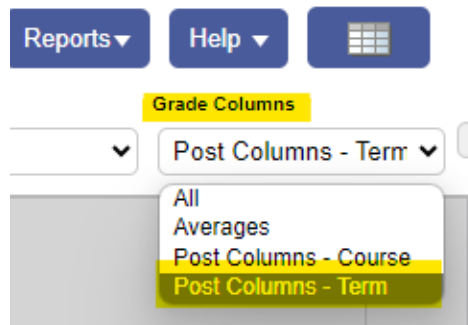 Reports▾ Help ▾
Grade Columns
Post Columns - Term
All
Averages
Post Columns - Course
Post Columns - Term